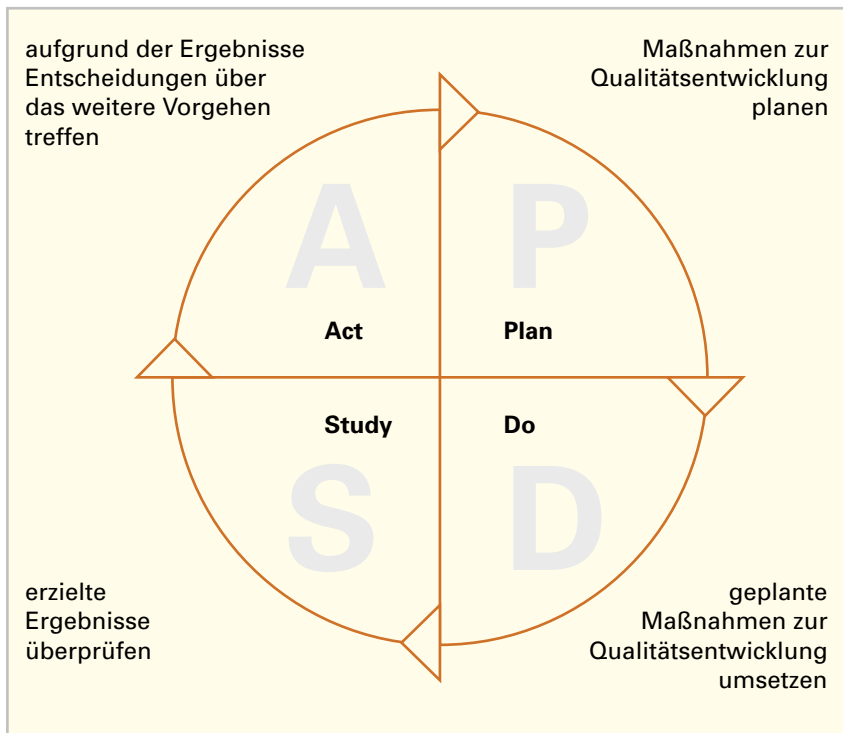 aufgrund der Ergebnisse
Entscheidungen über
das weitere Vorgehen
treffen
Maßnahmen zur
Qualitätsentwicklung
planen
A
P
Act
Plan
Study
Do
S
D
erzielte
Ergebnisse
überprüfen
geplante
Maßnahmen zur
Qualitätsentwicklung
umsetzen